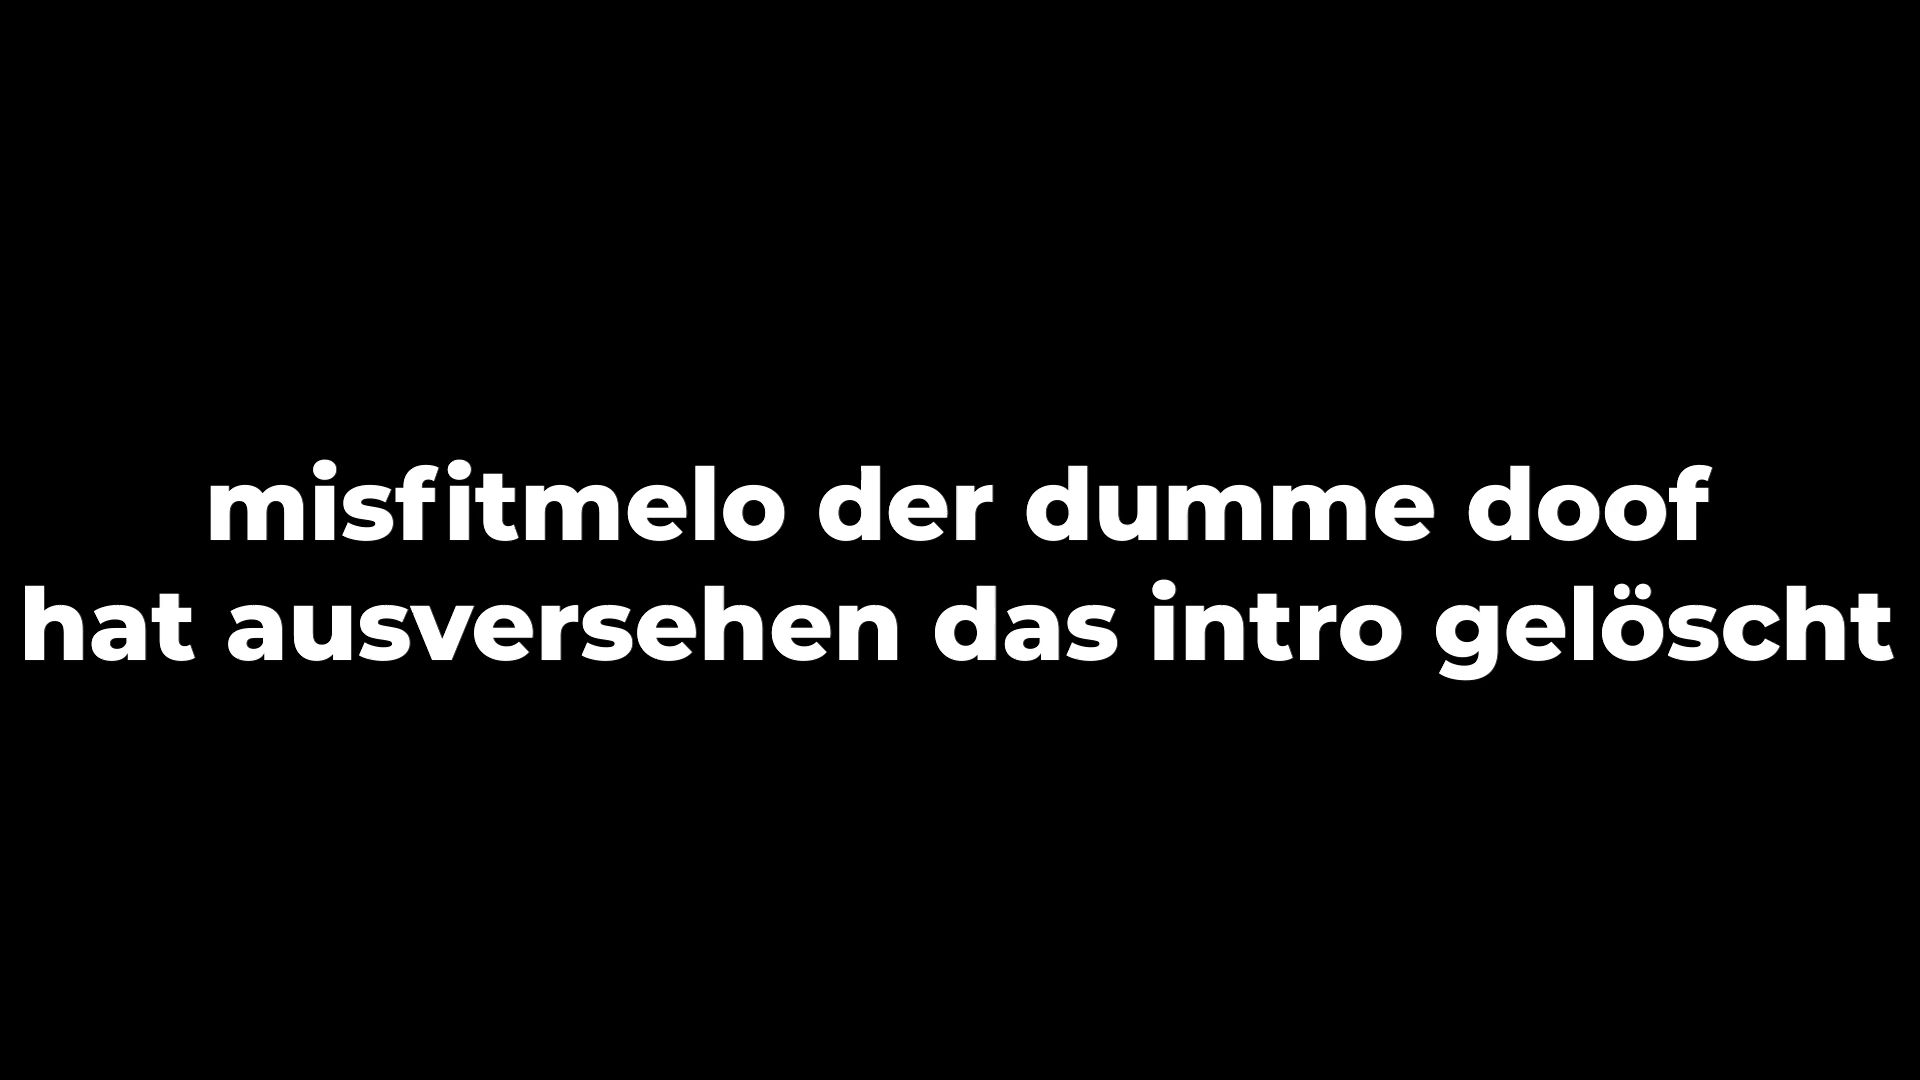 misfitmelo der dumme doof
hat ausversehen das intro gelöscht